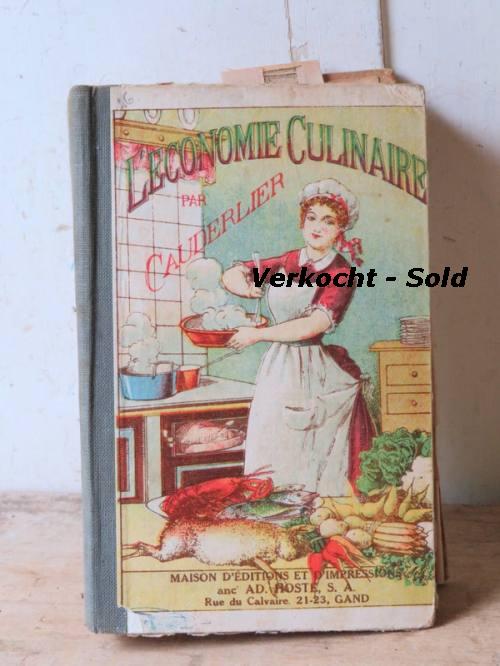 L'ECONOMIE CULINAIRE
PAR
CAUDERLIER
Verkocht - Sold
MAISON D'ÉDITIONS ET D'IMPRESSIONS
anc^t AD. HOSTE, S. A.
Rue du Calvaire, 21-23, GAND